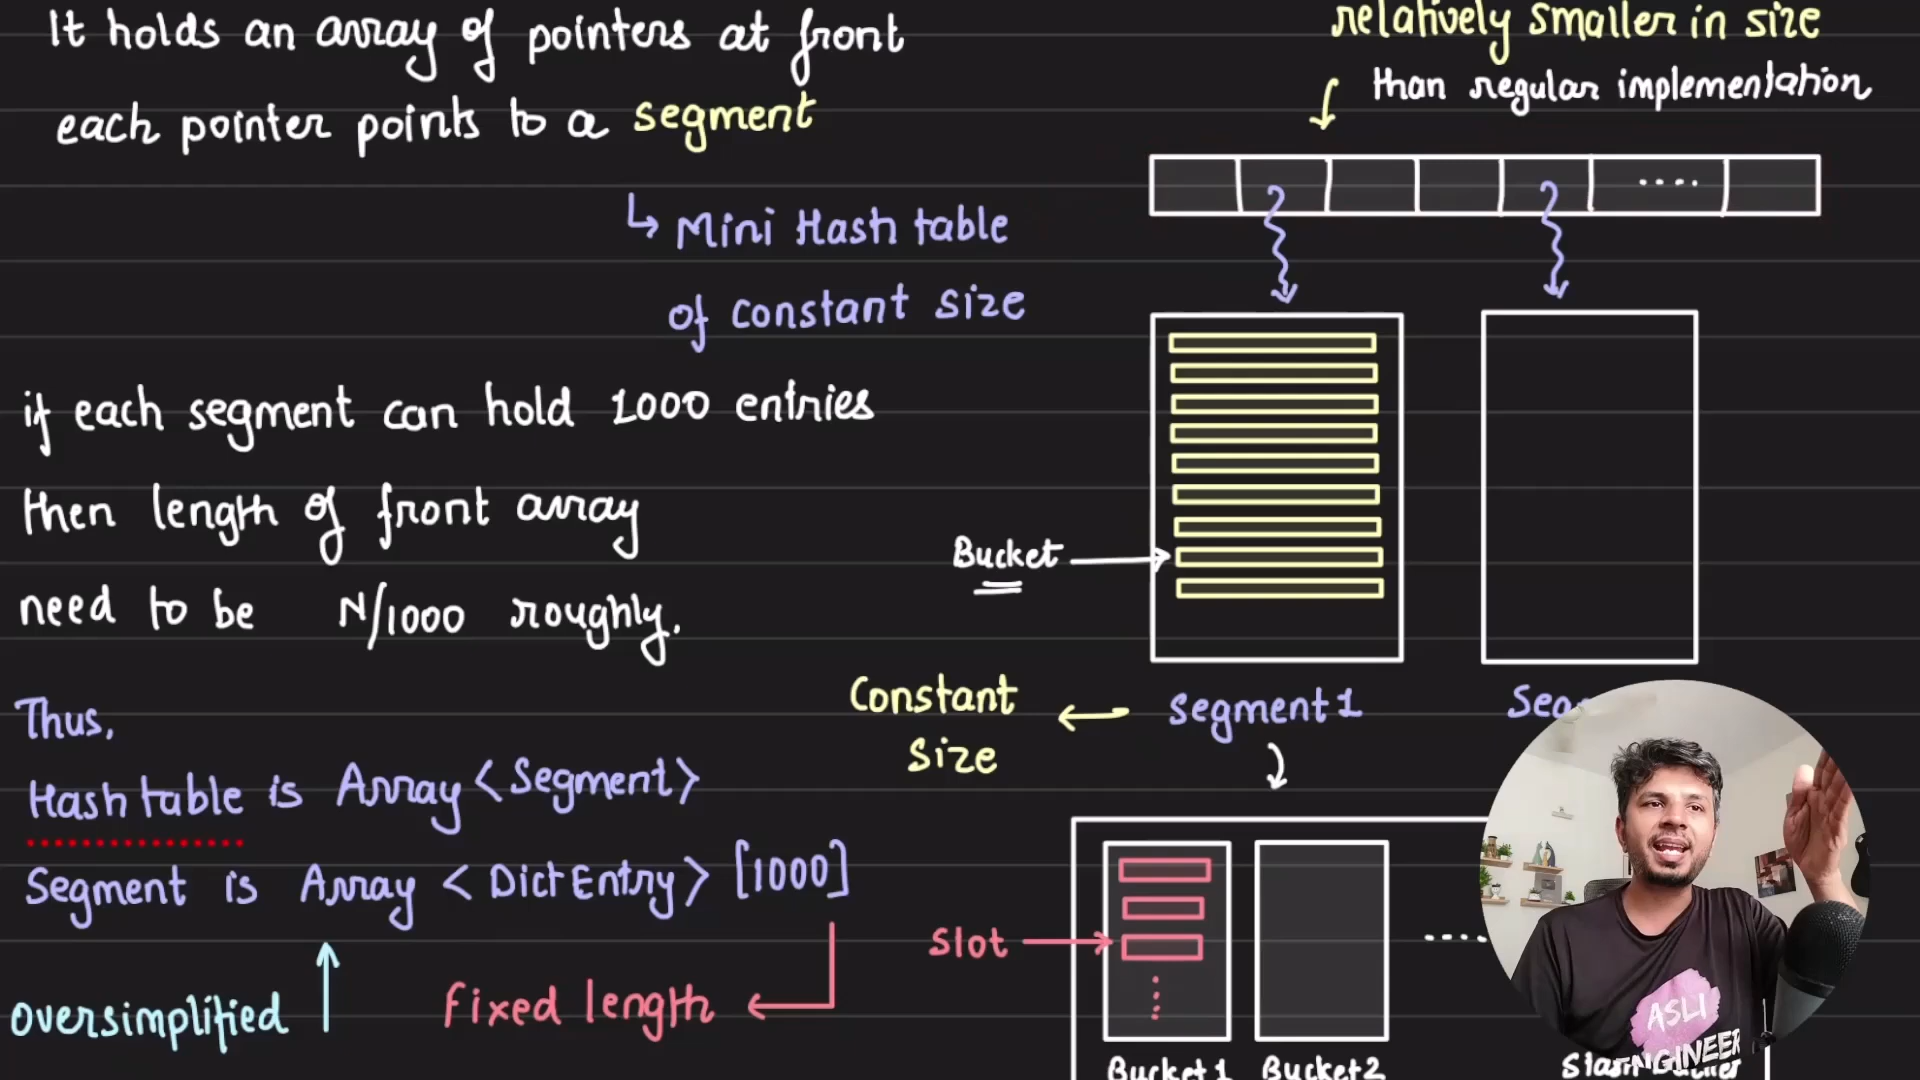 It holds an array of pointers at front
each pointer points to a segment
↳ Mini Hash table
of constant size
if each segment can hold 1000 entries
then length of front array
need to be N/1000 roughly.
Thus,
Hash table is Array <Segment>
Segment is Array <DictEntry> [1000]
oversimplified
fixed length
relatively smaller in size
than regular implementation
....
Bucket
Constant
Size
Segment 1
Slot
Bucket 1
Bucket 2
ASLI
ENGINEER